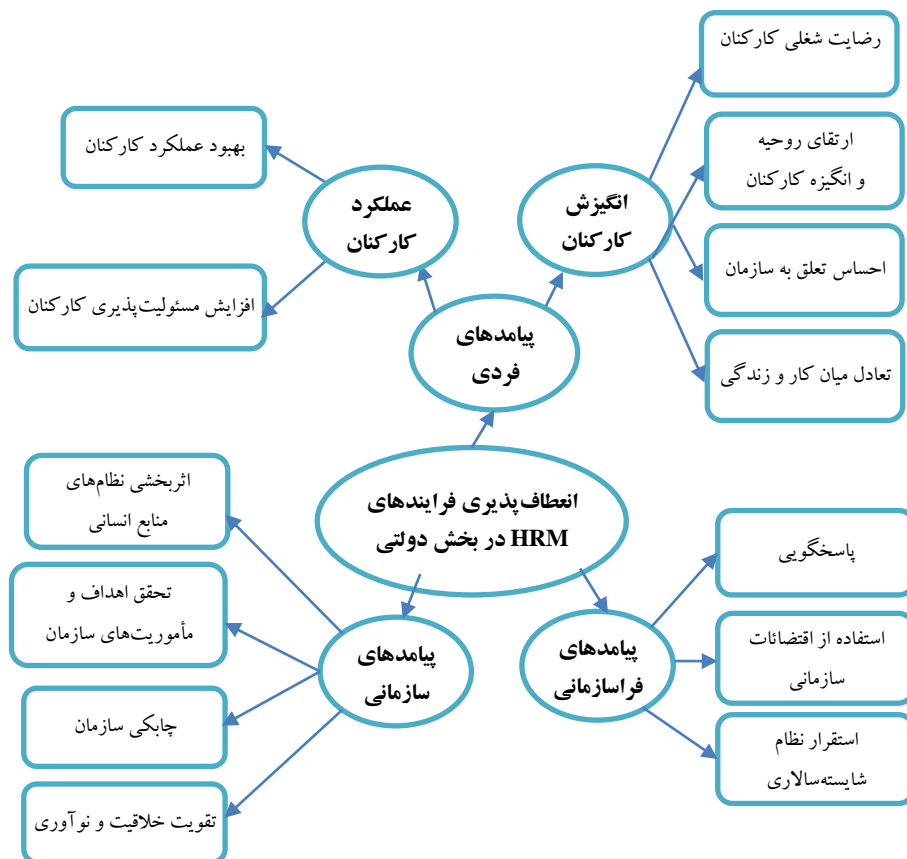 رضایت شغلی کارکنان
ارتقای روحیه
و انگیزه کارکنان
احساس تعلق به سازمان
تعادل میان کار و زندگی
انگیزش
کارکنان
عملکرد
کارکنان
بهبود عملکرد کارکنان
افزایش مسئولیت‌پذیری کارکنان
پیامدهای
فردی
انعطاف‌پذیری فرایندهای
HRM در بخش دولتی
پیامدهای
فراسازمانی
پاسخگویی
استفاده از اقتضائات
سازمانی
استقرار نظام
شایسته‌سالاری
پیامدهای
سازمانی
اثربخشی نظام‌های
منابع انسانی
تحقق اهداف و
مأموریت‌های سازمان
چابکی سازمان
تقویت خلاقیت و نوآوری